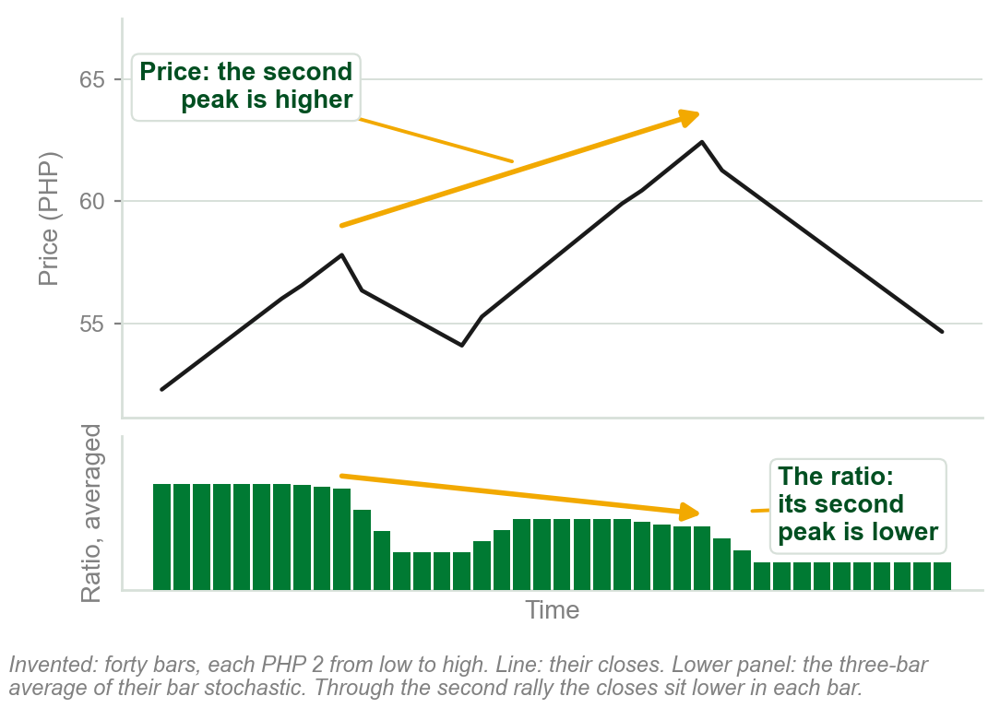 Price: the second
peak is higher
65
60
55
Price (PHP)
The ratio:
its second
peak is lower
Ratio, averaged
Time
Invented: forty bars, each PHP 2 from low to high. Line: their closes. Lower panel: the three-bar
average of their bar stochastic. Through the second rally the closes sit lower in each bar.